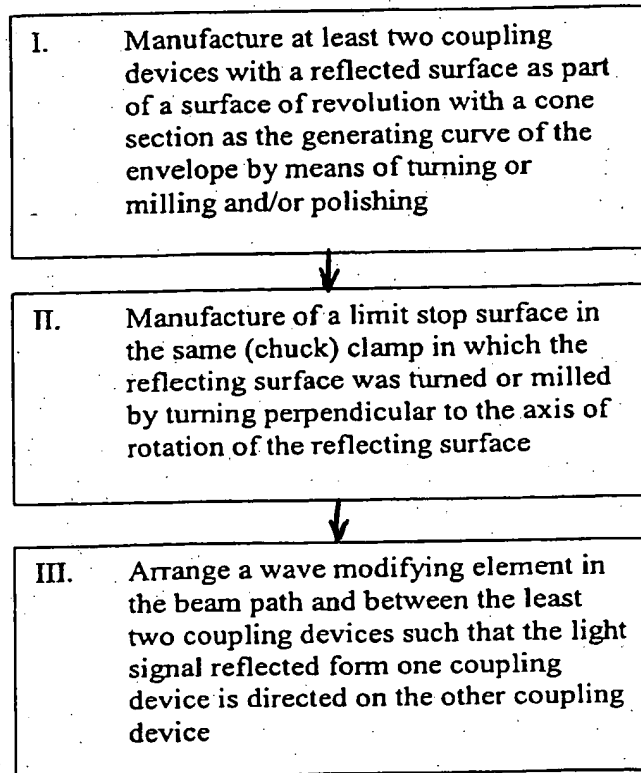 I. Manufacture at least two coupling
devices with a reflected surface as part
of a surface of revolution with a cone
section as the generating curve of the
envelope by means of turning or
milling and/or polishing
II. Manufacture of a limit stop surface in
the same (chuck) clamp in which the
reflecting surface was turned or milled
by turning perpendicular to the axis of
rotation of the reflecting surface
III. Arrange a wave modifying element in
the beam path and between the least
two coupling devices such that the light
signal reflected form one coupling
device is directed on the other coupling
device